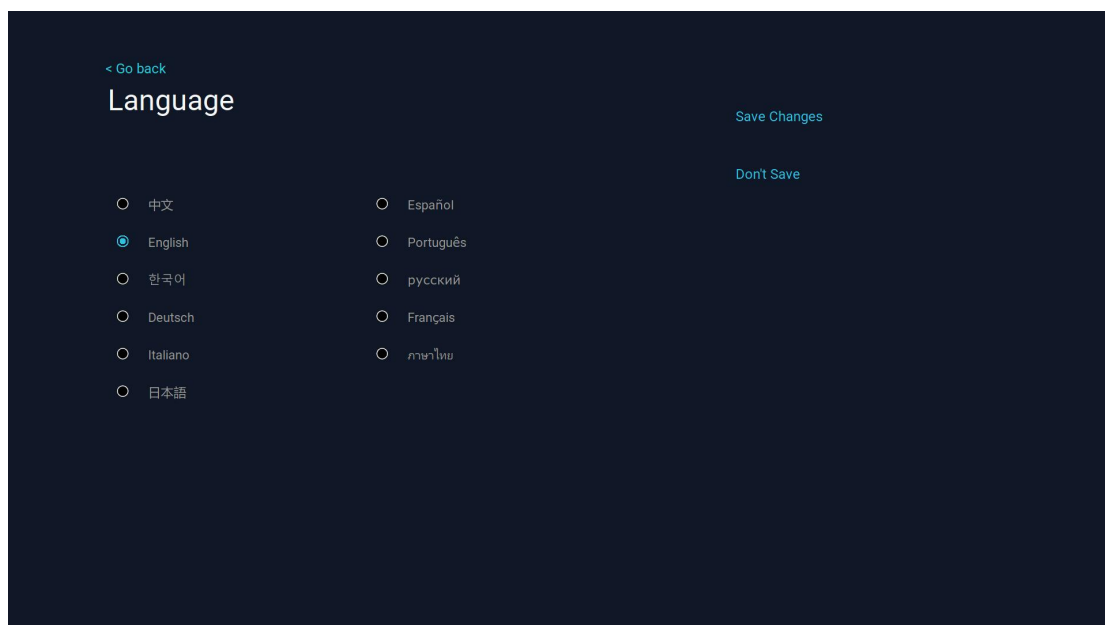 < Go back
Language
Save Changes
Don't Save
中文
English
한국어
Deutsch
Italiano
日本語
Español
Português
русский
Français
ภาษาไทย